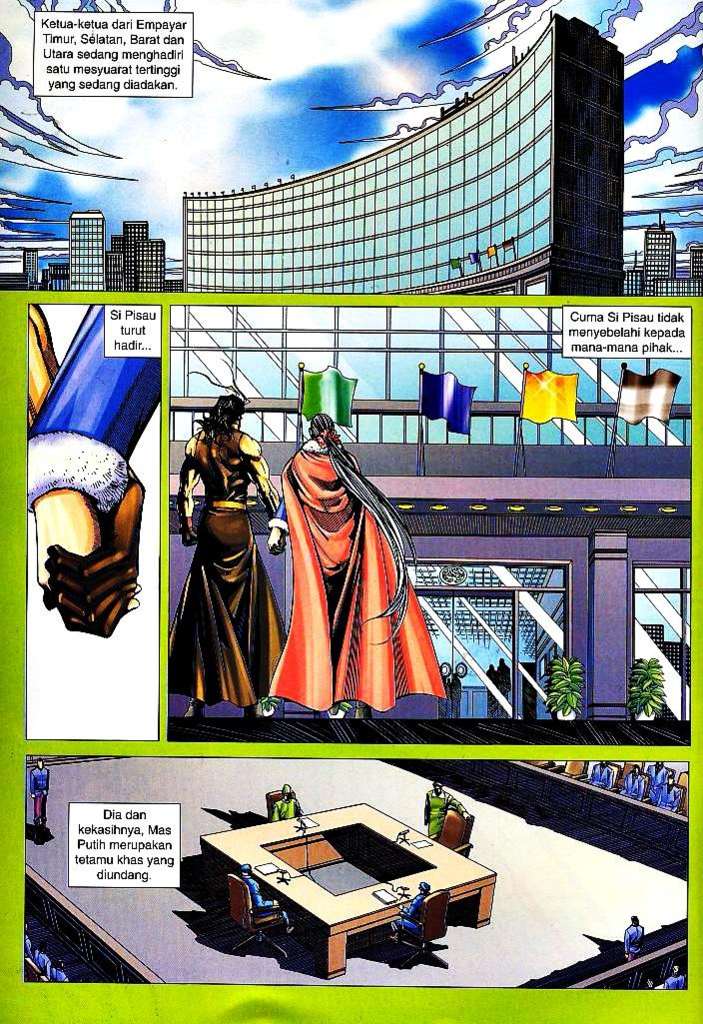 Ketua-ketua dari Empayar
Timur, Selatan, Barat dan
Utara sedang menghadiri
satu mesyuarat tertinggi
yang sedang diadakan.
Si Pisau
turut
hadir...
Cuma Si Pisau tidak
menyebelahi kepada
mana-mana pihak...
Dia dan
kekasihnya, Mas
Putih merupakan
tetamu khas yang
diundang.